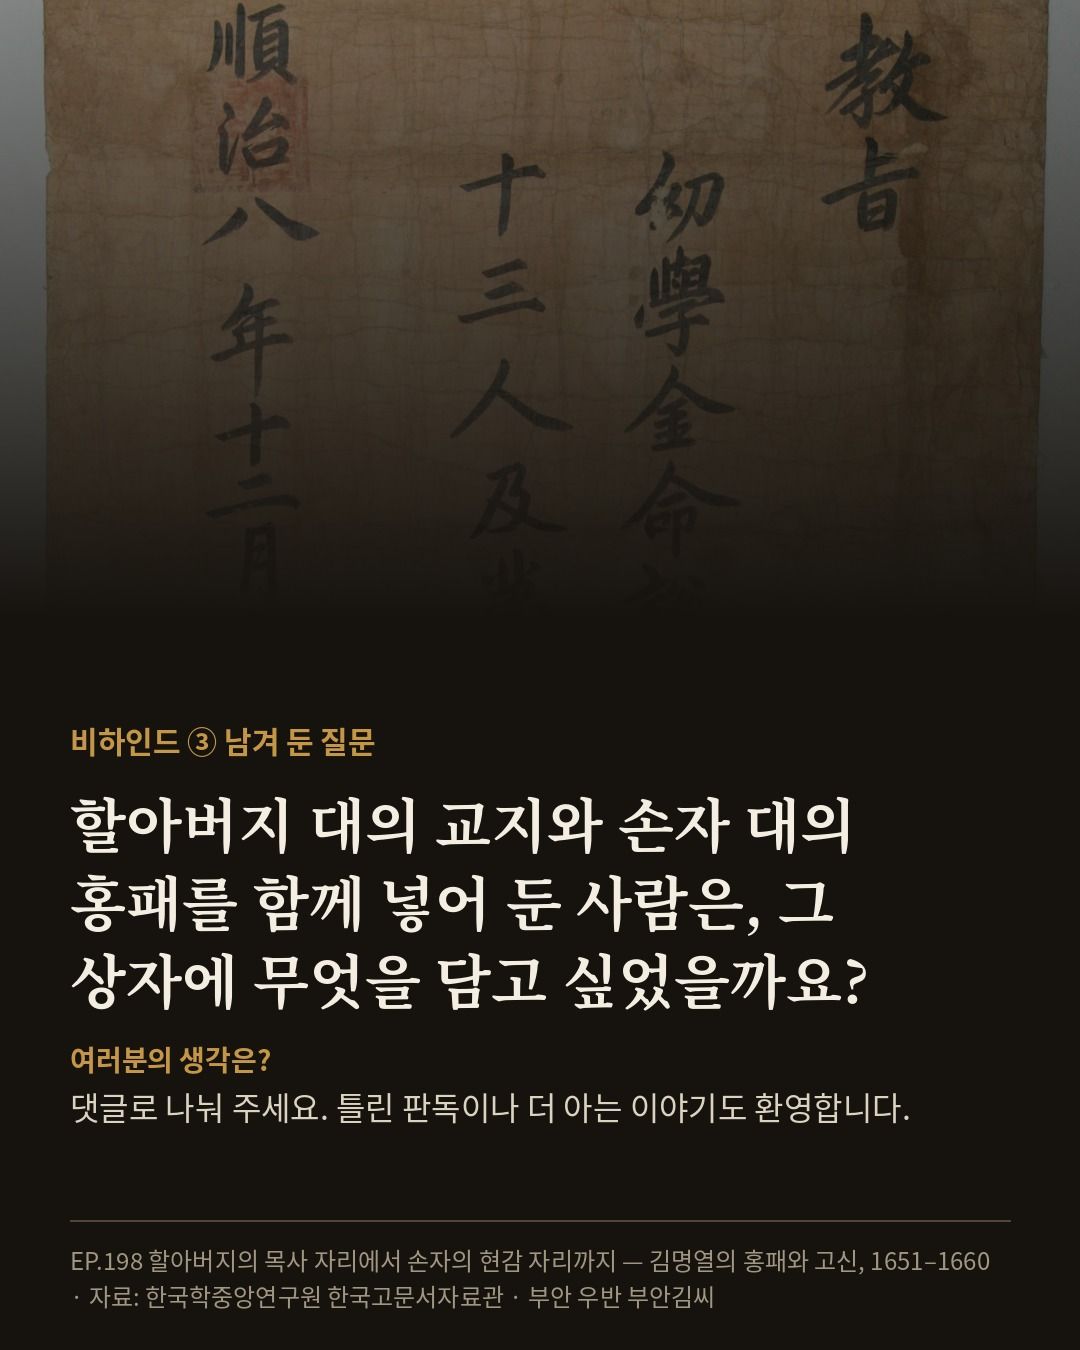 教旨
幼學金命
十三人及
順治八年十二月
비하인드 ③ 남겨 둔 질문
할아버지 대의 교지와 손자 대의
홍패를 함께 넣어 둔 사람은, 그
상자에 무엇을 담고 싶었을까요?
여러분의 생각은?
댓글로 나눠 주세요. 틀린 판독이나 더 아는 이야기도 환영합니다.
EP.198 할아버지의 목사 자리에서 손자의 현감 자리까지 — 김명열의 홍패와 고신, 1651–1660
· 자료: 한국학중앙연구원 한국고문서자료관 · 부안 우반 부안김씨